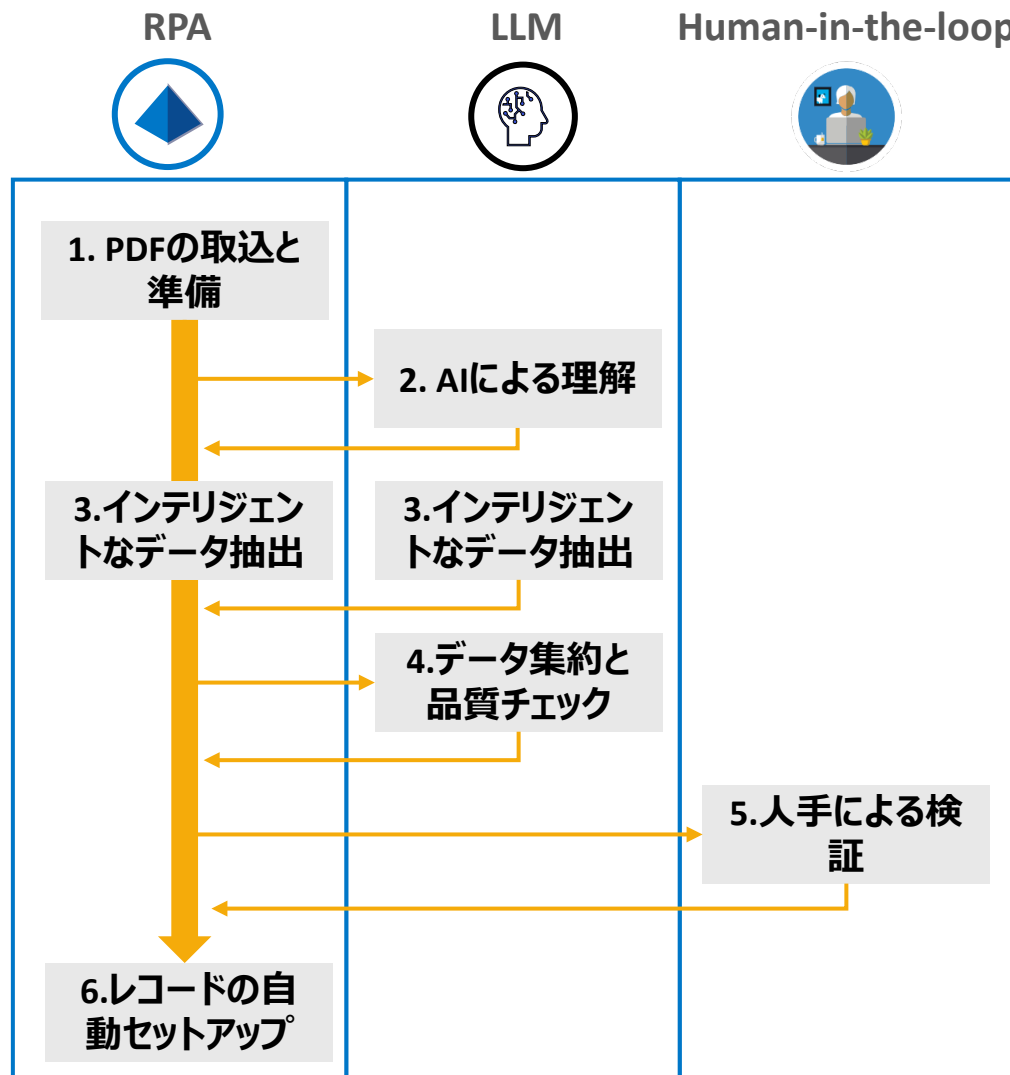 RPA
LLM
Human-in-the-loop
1. PDFの取込と
準備
2. AIによる理解
3.インテリジェン
トなデータ抽出
3.インテリジェン
トなデータ抽出
4.データ集約と
品質チェック
5.人手による検
証
6.レコードの自
動セットアップ